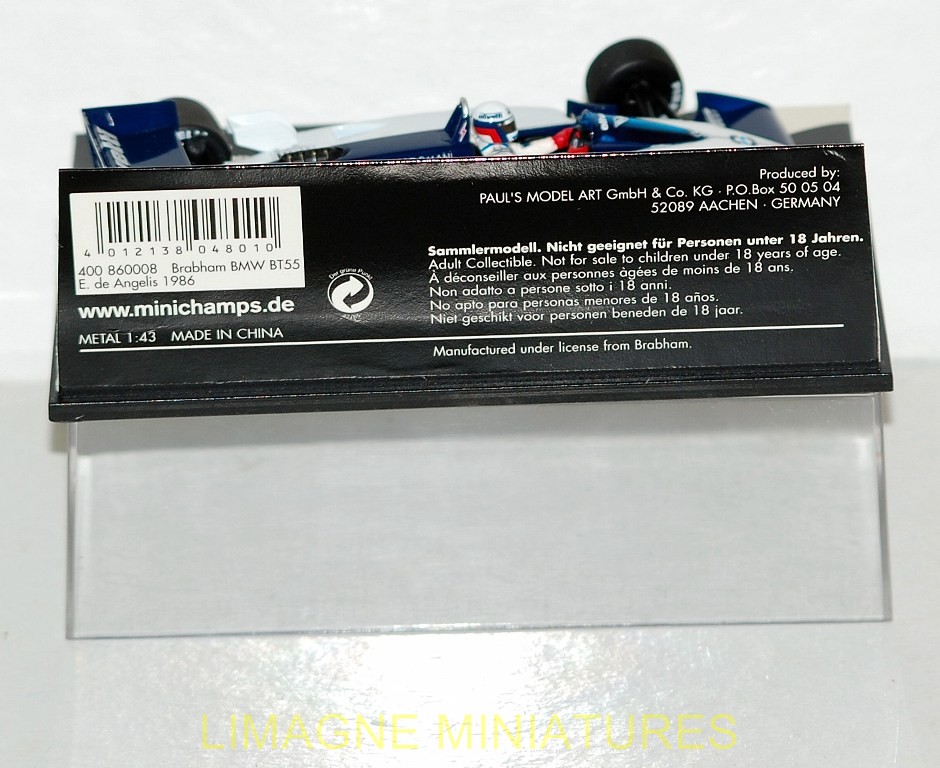 4 012138 048010
400 860008 Brabham BMW BT55
E. de Angelis 1986
www.minichamps.de
METAL 1:43 MADE IN CHINA
Der Grüne Punkt
Produced by:
PAUL'S MODEL ART GmbH & Co. KG · P.O.Box 50 05 04
52089 AACHEN · GERMANY
Sammlermodell. Nicht geeignet für Personen unter 18 Jahren.
Adult Collectible. Not for sale to children under 18 years of age.
A déconseiller aux personnes âgées de moins de 18 ans.
Non adatto a persone sotto i 18 anni.
No apto para personas menores de 18 años.
Niet geschikt voor personen beneden de 18 jaar.
Manufactured under license from Brabham.
LIMAGNE MINIATURES